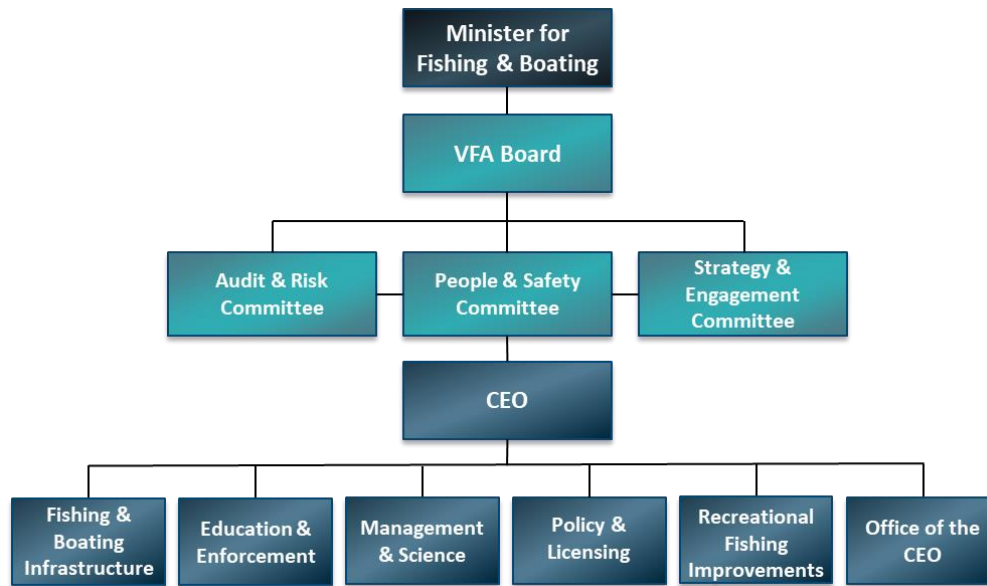 Minister for
Fishing & Boating
VFA Board
Audit & Risk
Committee
People & Safety
Committee
Strategy &
Engagement
Committee
CEO
Fishing &
Boating
Infrastructure
Education &
Enforcement
Management
& Science
Policy &
Licensing
Recreational
Fishing
Improvements
Office of the
CEO